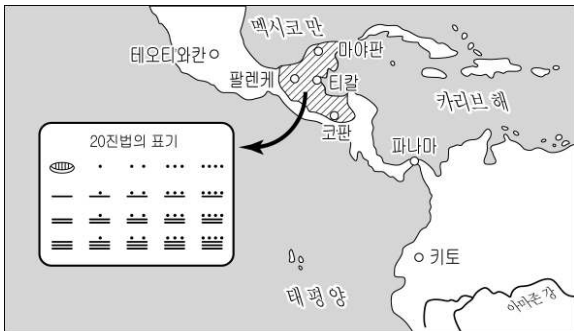 멕시코 만
테오티와칸
마야판
팔렌케
티칼
카리브 해
코판
20진법의 표기
파나마
키토
태평양
아마존 강